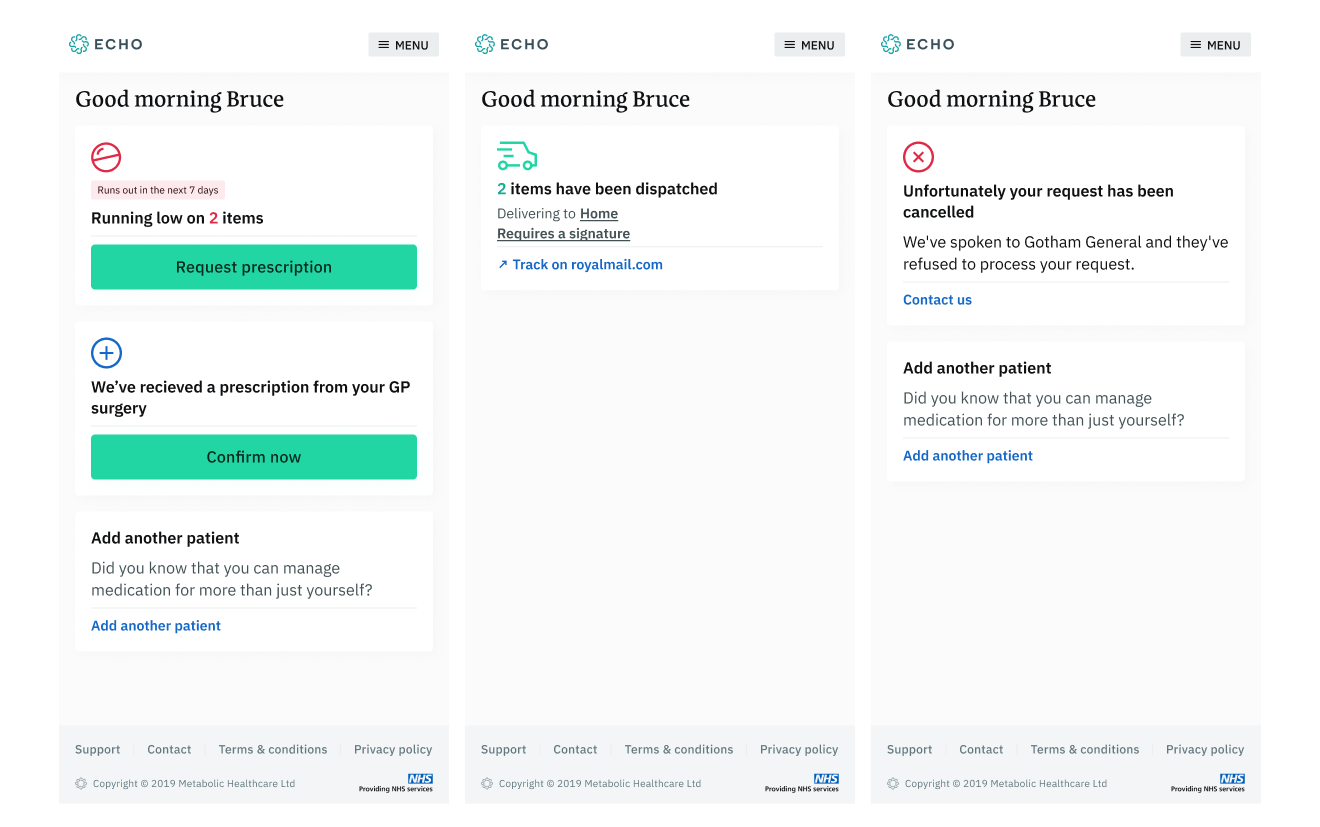 ECHO
MENU
Good morning Bruce
Runs out in the next 7 days
Running low on 2 items
Request prescription
We've recieved a prescription from your GP
surgery
Confirm now
Add another patient
Did you know that you can manage
medication for more than just yourself?
Add another patient
Support
Contact
Terms & conditions
Privacy policy
Copyright © 2019 Metabolic Healthcare Ltd
NHS
Providing NHS services
ECHO
MENU
Good morning Bruce
2 items have been dispatched
Delivering to Home
Requires a signature
Track on royalmail.com
Support
Contact
Terms & conditions
Privacy policy
Copyright © 2019 Metabolic Healthcare Ltd
NHS
Providing NHS services
ECHO
MENU
Good morning Bruce
Unfortunately your request has been
cancelled
We've spoken to Gotham General and they've
refused to process your request.
Contact us
Add another patient
Did you know that you can manage
medication for more than just yourself?
Add another patient
Support
Contact
Terms & conditions
Privacy policy
Copyright © 2019 Metabolic Healthcare Ltd
NHS
Providing NHS services